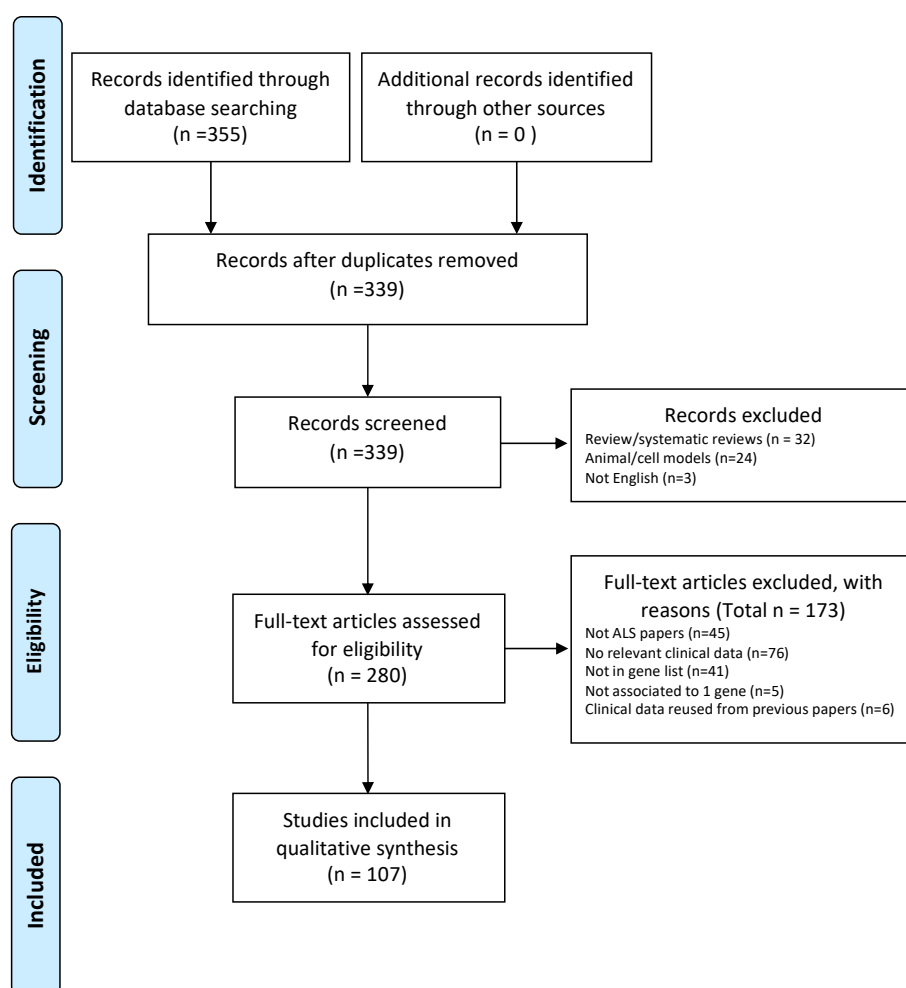 Identification
Records identified through
database searching
(n =355)
Additional records identified
through other sources
(n = 0 )
Records after duplicates removed
(n =339)
Screening
Records screened
(n =339)
Records excluded
Review/systematic reviews (n = 32)
Animal/cell models (n=24)
Not English (n=3)
Eligibility
Full-text articles assessed
for eligibility
(n = 280)
Full-text articles excluded, with
reasons (Total n = 173)
Not ALS papers (n=45)
No relevant clinical data (n=76)
Not in gene list (n=41)
Not associated to 1 gene (n=5)
Clinical data reused from previous papers (n=6)
Included
Studies included in
qualitative synthesis
(n = 107)